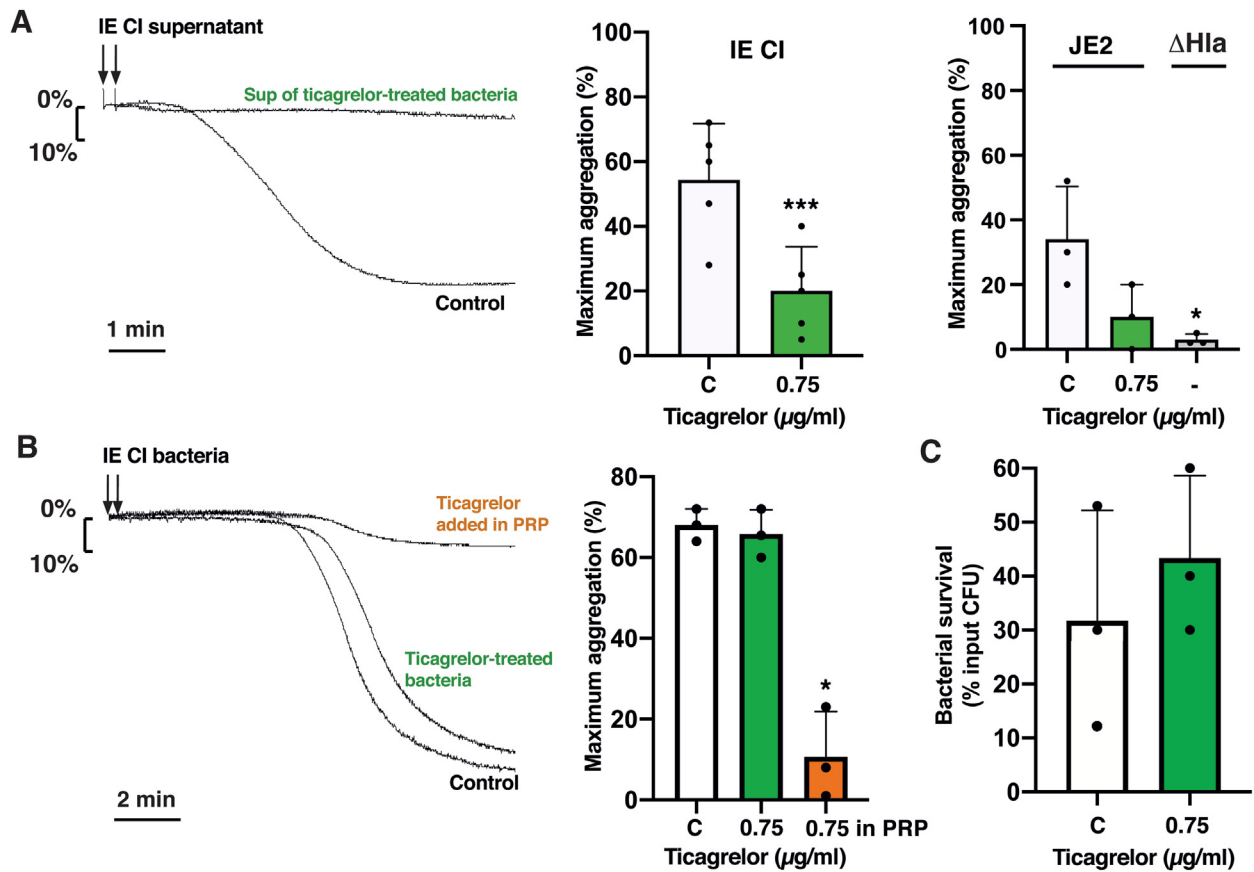 A
IE CI supernatant
0%
10%
Sup of ticagrelor-treated bacteria
Control
1 min
Maximum aggregation (%)
100
80
60
40
20
0
IE CI
***
C
0.75
Ticagrelor (µg/ml)
Maximum aggregation (%)
100
80
60
40
20
0
JE2
ΔHla
*
C
0.75
-
Ticagrelor (µg/ml)
B
IE CI bacteria
0%
10%
Ticagrelor
added in PRP
Ticagrelor-treated
bacteria
Control
2 min
Maximum aggregation (%)
80
60
40
20
0
*
C
0.75
0.75 in PRP
Ticagrelor (µg/ml)
C
Bacterial survival
(% input CFU)
60
50
40
30
20
10
0
C
0.75
Ticagrelor (µg/ml)